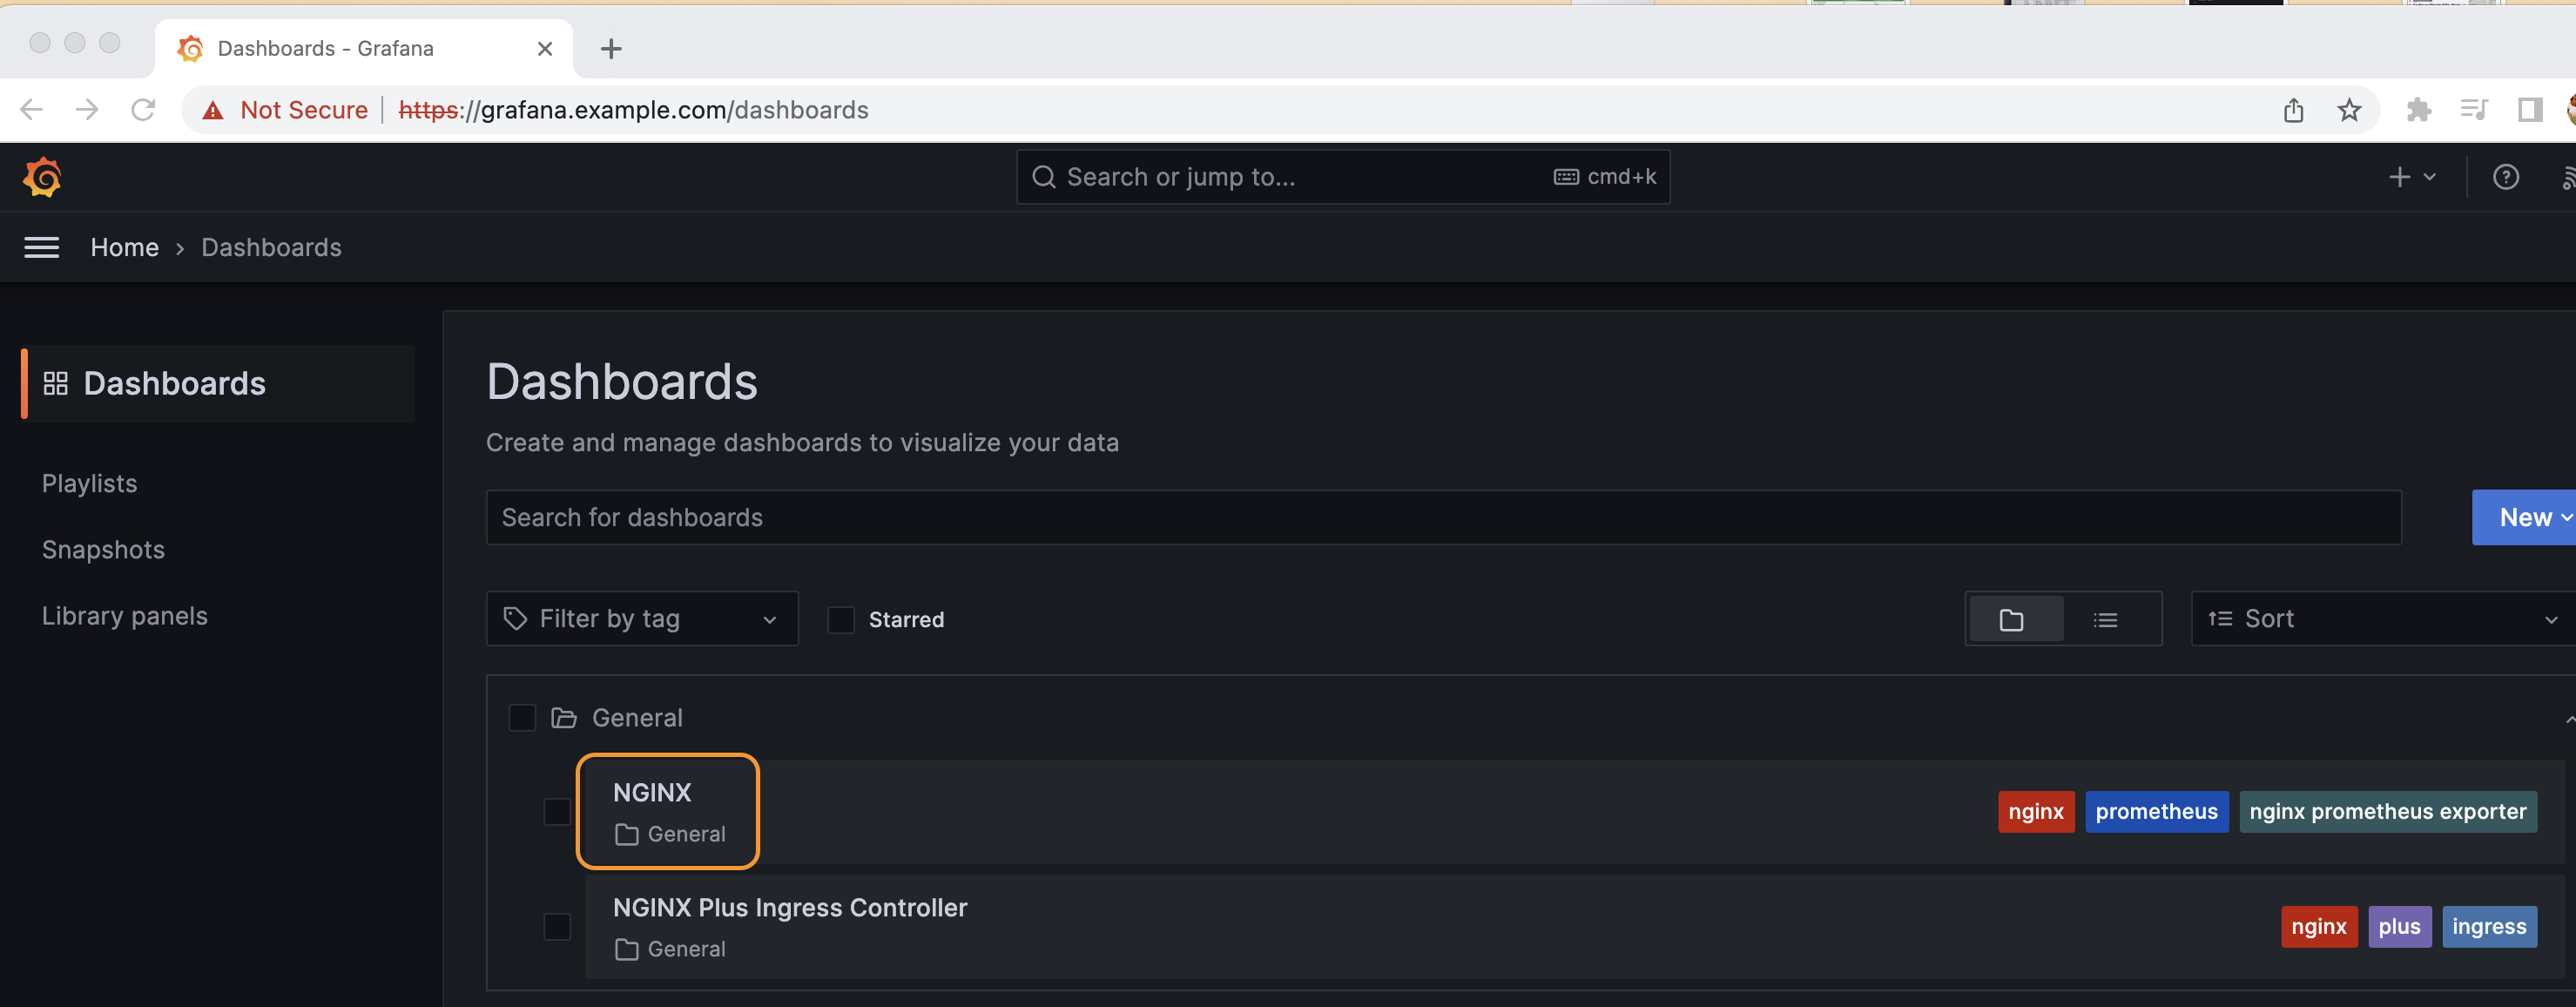 Dashboards - Grafana
Not Secure https://grafana.example.com/dashboards
Search or jump to... cmd+k
Home › Dashboards
Dashboards
Playlists
Snapshots
Library panels
Dashboards
Create and manage dashboards to visualize your data
Search for dashboards
New
Filter by tag
Starred
Sort
General
NGINX
General
nginx prometheus nginx prometheus exporter
NGINX Plus Ingress Controller
General
nginx plus ingress